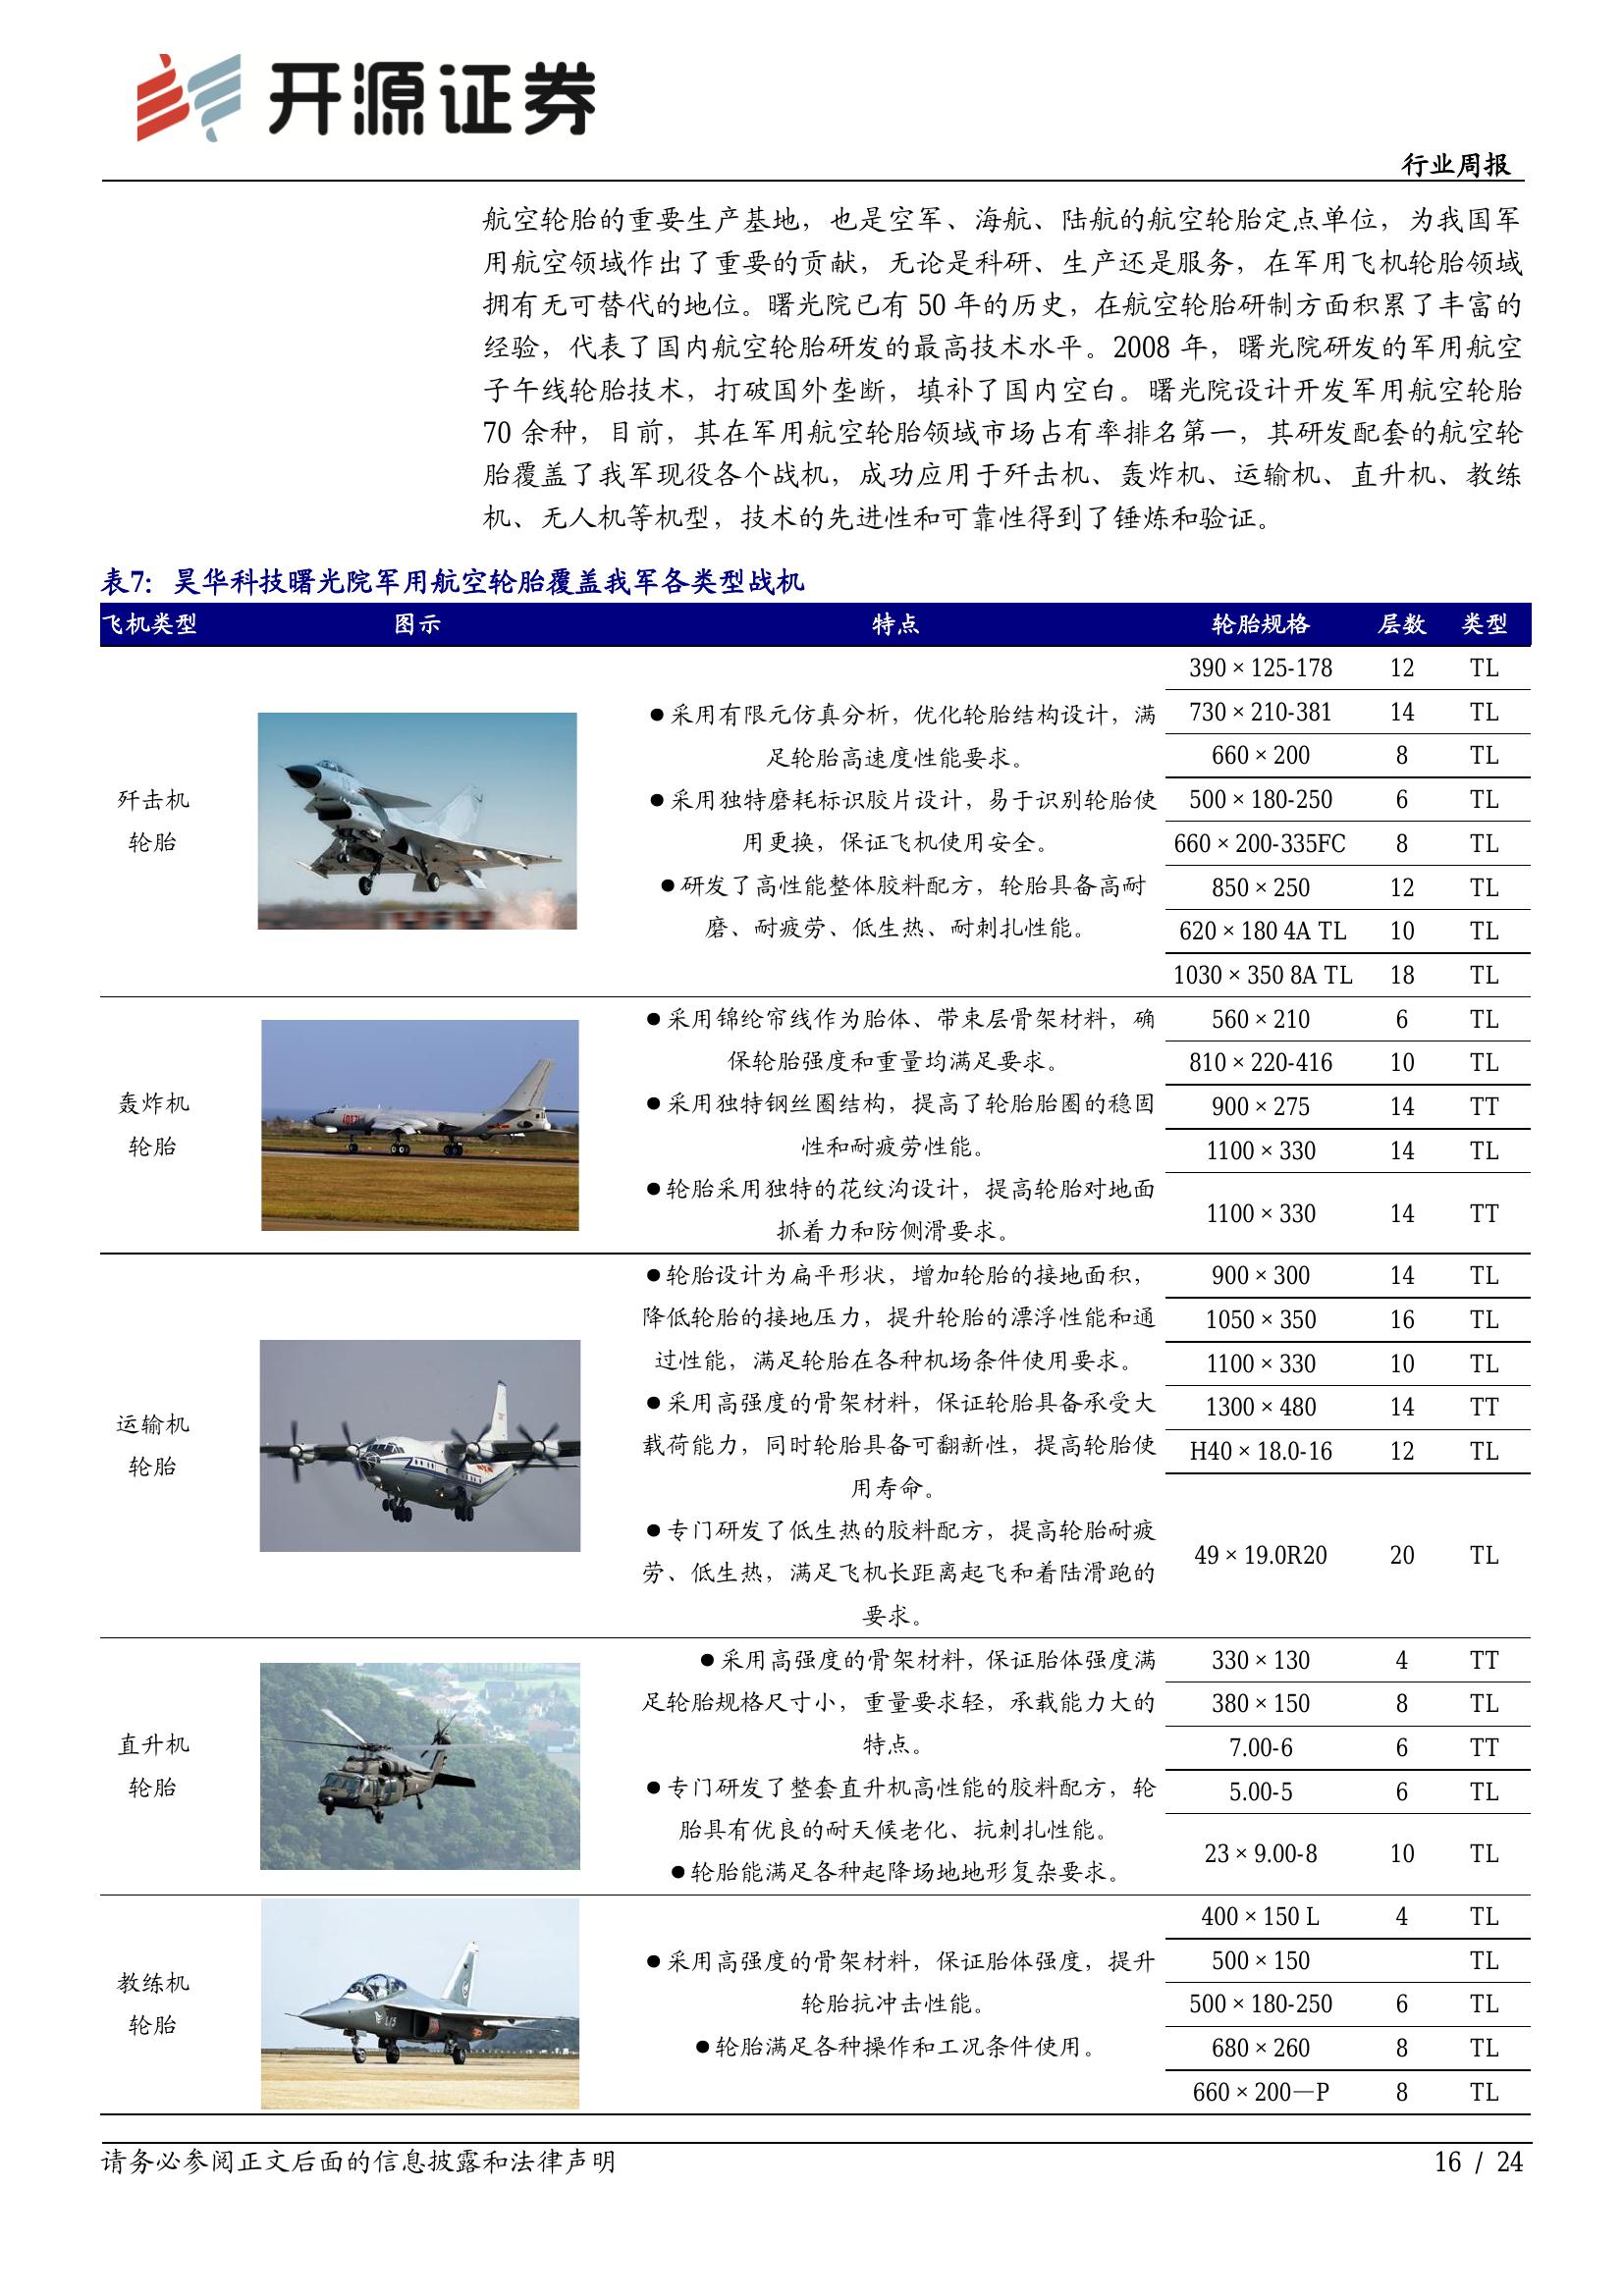 开源证券
行业周报
航空轮胎的重要生产基地，也是空军、海航、陆航的航空轮胎定点单位，为我国军
用航空领域作出了重要的贡献，无论是科研、生产还是服务，在军用飞机轮胎领域
拥有无可替代的地位。曙光院已有 50 年的历史，在航空轮胎研制方面积累了丰富的
经验，代表了国内航空轮胎研发的最高技术水平。2008 年，曙光院研发的军用航空
子午线轮胎技术，打破国外垄断，填补了国内空白。曙光院设计开发军用航空轮胎
70 余种，目前，其在军用航空轮胎领域市场占有率排名第一，其研发配套的航空轮
胎覆盖了我军现役各个战机，成功应用于歼击机、轰炸机、运输机、直升机、教练
机、无人机等机型，技术的先进性和可靠性得到了锤炼和验证。
表7： 昊华科技曙光院军用航空轮胎覆盖我军各类型战机
飞机类型 图示 特点 轮胎规格 层数 类型
歼击机
轮胎
●采用有限元仿真分析，优化轮胎结构设计，满
足轮胎高速度性能要求。
●采用独特磨耗标识胶片设计，易于识别轮胎使
用更换，保证飞机使用安全。
●研发了高性能整体胶料配方，轮胎具备高耐
磨、耐疲劳、低生热、耐刺扎性能。
390 × 125-178 12 TL
730 × 210-381 14 TL
660 × 200 8 TL
500 × 180-250 6 TL
660 × 200-335FC 8 TL
850 × 250 12 TL
620 × 180 4A TL 10 TL
1030 × 350 8A TL 18 TL
轰炸机
轮胎
●采用锦纶帘线作为胎体、带束层骨架材料，确
保轮胎强度和重量均满足要求。
●采用独特钢丝圈结构，提高了轮胎胎圈的稳固
性和耐疲劳性能。
●轮胎采用独特的花纹沟设计，提高轮胎对地面
抓着力和防侧滑要求。
560 × 210 6 TL
810 × 220-416 10 TL
900 × 275 14 TT
1100 × 330 14 TL
1100 × 330 14 TT
运输机
轮胎
●轮胎设计为扁平形状，增加轮胎的接地面积，
降低轮胎的接地压力，提升轮胎的漂浮性能和通
过性能，满足轮胎在各种机场条件使用要求。
●采用高强度的骨架材料，保证轮胎具备承受大
载荷能力，同时轮胎具备可翻新性，提高轮胎使
用寿命。
●专门研发了低生热的胶料配方，提高轮胎耐疲
劳、低生热，满足飞机长距离起飞和着陆滑跑的
要求。
900 × 300 14 TL
1050 × 350 16 TL
1100 × 330 10 TL
1300 × 480 14 TT
H40 × 18.0-16 12 TL
49 × 19.0R20 20 TL
直升机
轮胎
●采用高强度的骨架材料，保证胎体强度满
足轮胎规格尺寸小，重量要求轻，承载能力大的
特点。
●专门研发了整套直升机高性能的胶料配方，轮
胎具有优良的耐天候老化、抗刺扎性能。
●轮胎能满足各种起降场地地形复杂要求。
330 × 130 4 TT
380 × 150 8 TL
7.00-6 6 TT
5.00-5 6 TL
23 × 9.00-8 10 TL
教练机
轮胎
●采用高强度的骨架材料，保证胎体强度，提升
轮胎抗冲击性能。
●轮胎满足各种操作和工况条件使用。
400 × 150 L 4 TL
500 × 150 TL
500 × 180-250 6 TL
680 × 260 8 TL
660 × 200—P 8 TL
请务必参阅正文后面的信息披露和法律声明
16 / 24